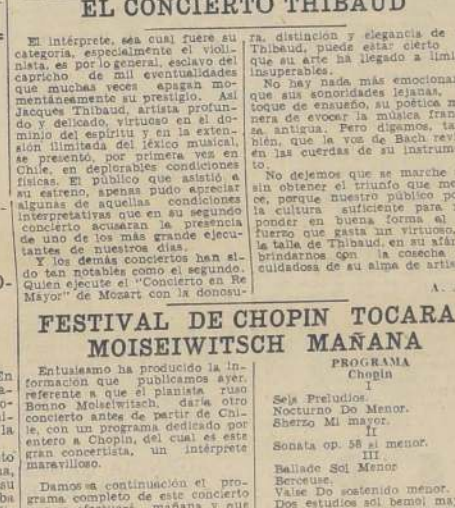 EL CONCIERTO THIBAUD
El intérprete, sea cual fuere su
categoría, especialmente el violi-
nista, es por lo general, esclavo del
capricho de mil eventualidades
que muchas veces apagan mo-
mentáneamente su prestigio. Así
Jacques Thibaud, artista profun-
do y delicado, virtuoso en el do-
minio del espíritu y en la exten-
sión ilimitada del léxico musical,
se presentó, por primera vez en
Chile, en deplorables condiciones
físicas. El público que asistió a
su estreno, apenas pudo apreciar
algunas de aquellas condiciones
interpretativas que en su segundo
concierto acusaran la presencia
de uno de los más grande ejecu-
tantes de nuestros días.
Y los demás conciertos han si-
do tan notables como el segundo.
Quien ejecute el "Concierto en Re
Mayor" de Mozart con la donosu-
ra, distinción y elegancia de
Thibaud, puede estar cierto
que su arte ha llegado a lími
insuperables.
No hay nada más emociona
que sus sonoridades lejanas,
toque de ensueño, su poética m
nera de evocar la música fran
sa antigua. Pero digamos, ta
bién, que la voz de Bach revi
en las cuerdas de su instrum
to.
No dejemos que se marche
sin obtener el triunfo que me
ce, porque nuestro público po
la cultura suficiente para
ponder en buena forma al
fuerzo que gasta un virtuoso,
la talla de Thibaud, en su afán
brindarnos con la cosecha
cuidadosa de su alma de artis
A.
FESTIVAL DE CHOPIN TOCARA
MOISEIWITSCH MAÑANA
Entusiasmo ha producido la in-
formación que publicamos ayer,
referente a que el pianista ruso
Bonno Moiseiwitsch, daría otro
concierto antes de partir de Chi-
le, con un programa dedicado por
entero a Chopin, del cual es este
gran concertista, un intérprete
maravilloso.
Damos a continuación el pro-
grama completo de este concierto
mañana y que
PROGRAMA
Chopin
I
Seis Preludios.
Nocturno Do Menor.
Sherzo Mi mayor.
II
Sonata op. 58 si menor.
III
Ballade Sol Menor
Berceuse.
Valse Do sostenido menor.
Dos estudios sol bemol ma